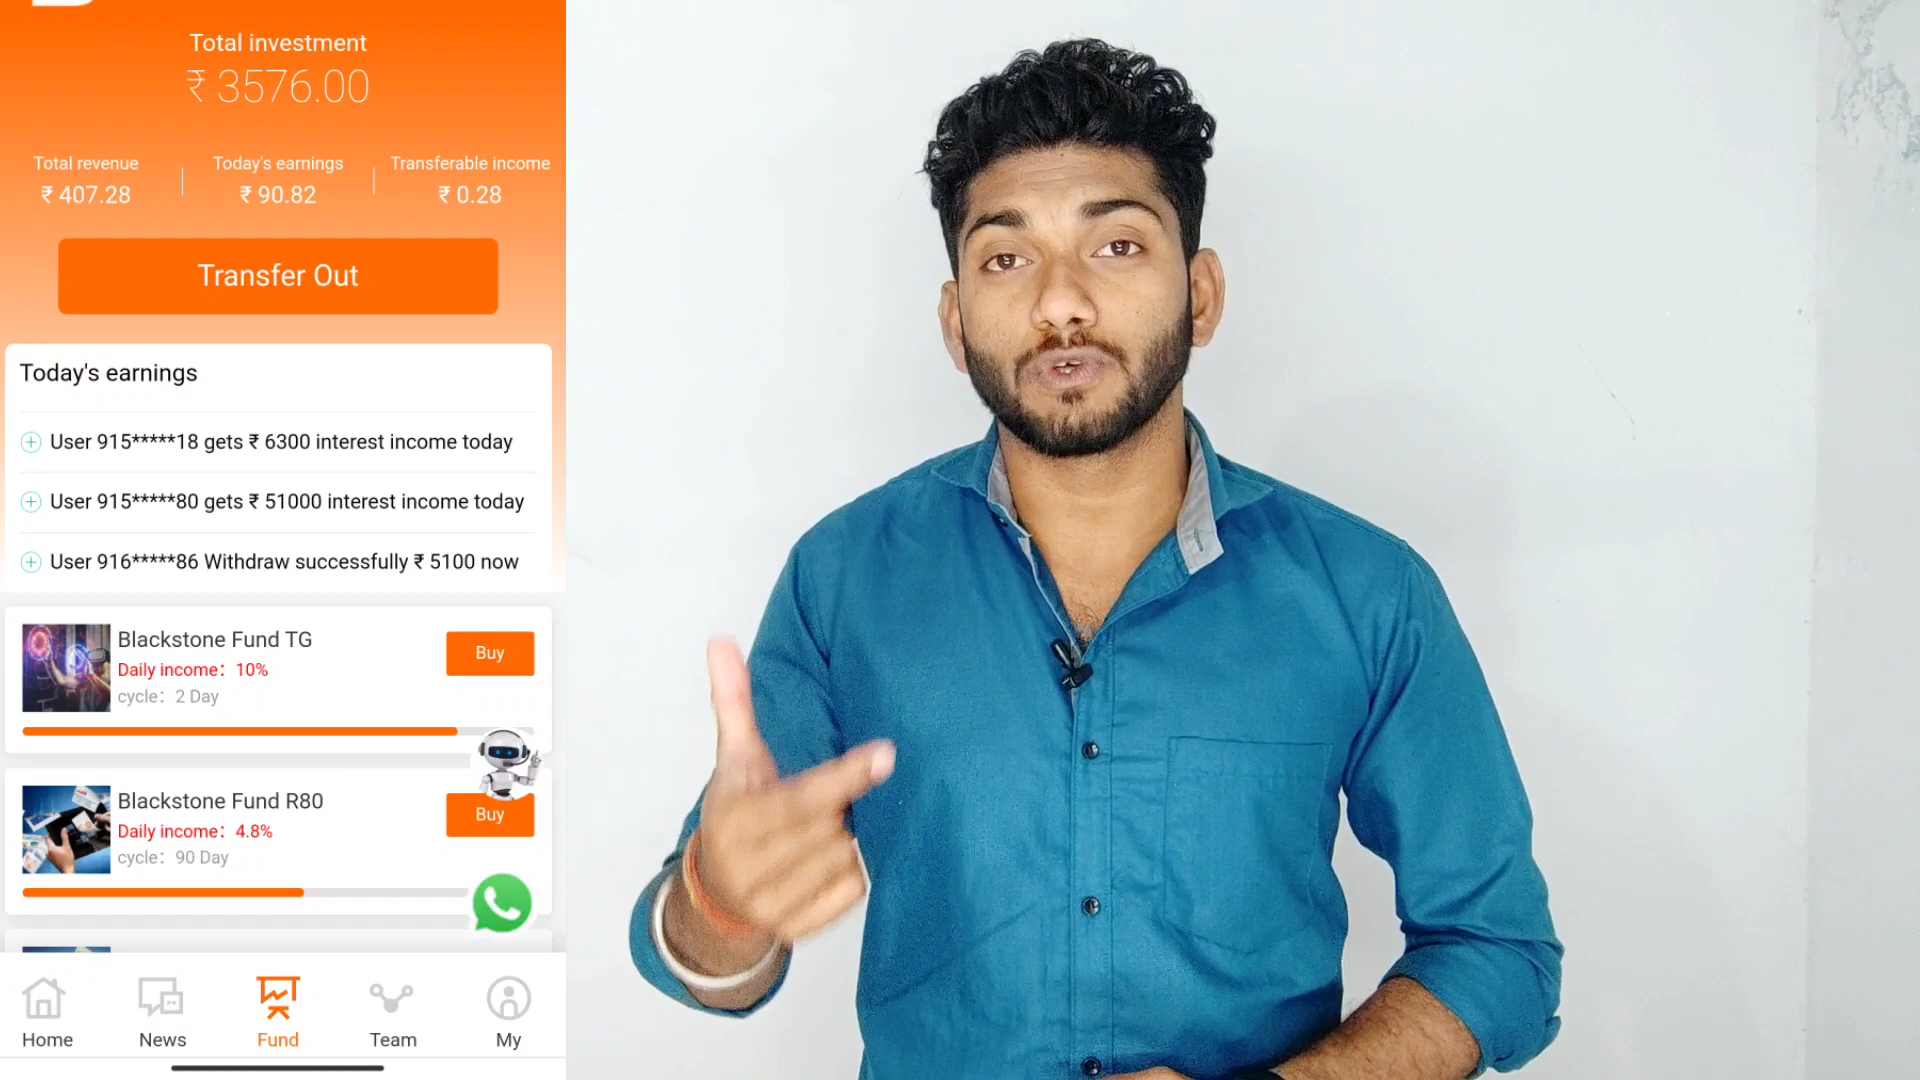 Total investment
₹ 3576.00
Total revenue
Today's earnings
Transferable income
₹ 407.28
₹ 90.82
₹ 0.28
Transfer Out
Today's earnings
User 915*****18 gets ₹ 6300 interest income today
User 915*****80 gets ₹ 51000 interest income today
User 916*****86 Withdraw successfully ₹ 5100 now
Blackstone Fund TG
Daily income: 10%
cycle: 2 Day
Buy
Blackstone Fund R80
Daily income: 4.8%
cycle: 90 Day
Buy
Home
News
Fund
Team
My